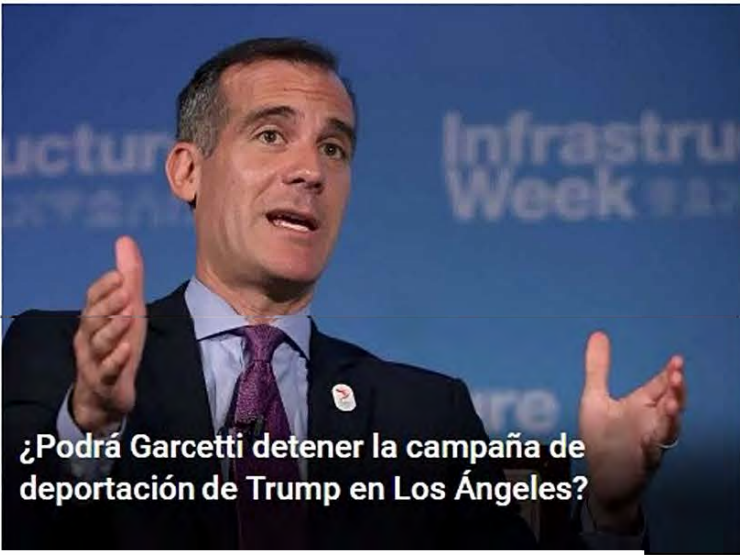 ucture
Infrastru
Week
ure
¿Podrá Garcetti detener la campaña de
deportación de Trump en Los Ángeles?